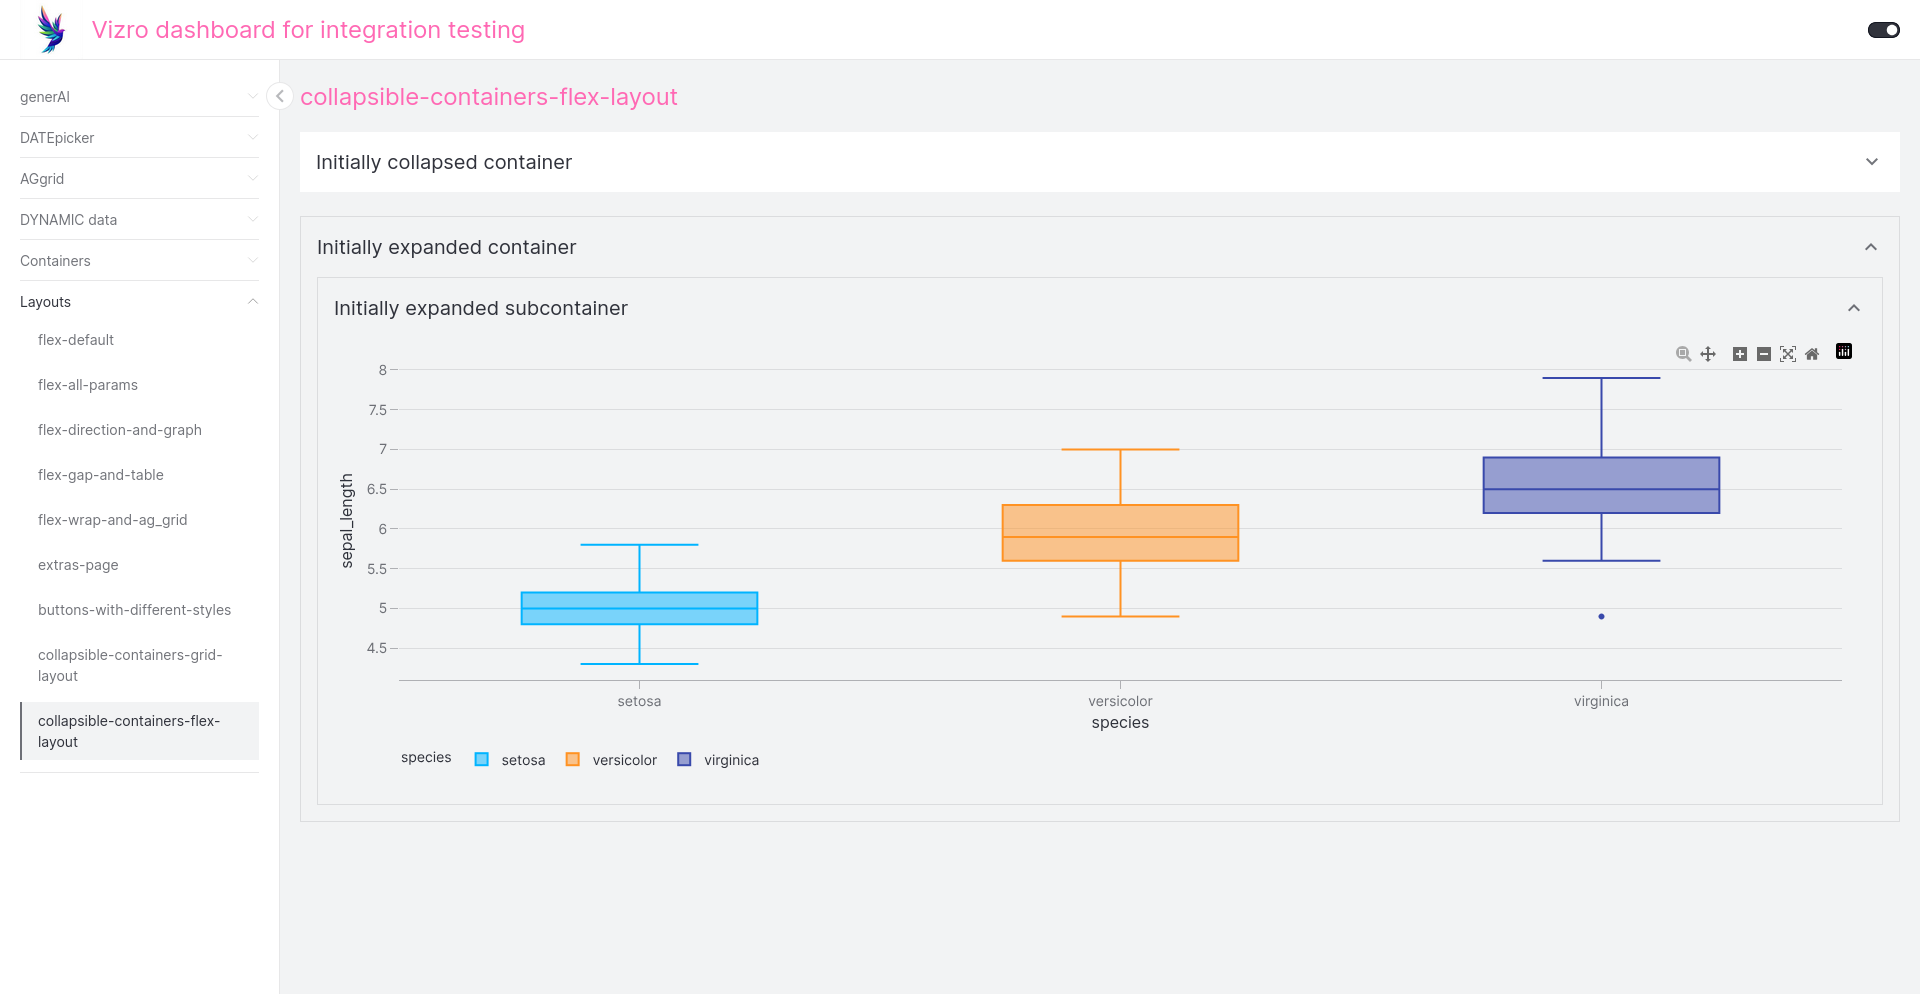 Vizro dashboard for integration testing
generAI
DATEpicker
AGgrid
DYNAMIC data
Containers
Layouts
flex-default
flex-all-params
flex-direction-and-graph
flex-gap-and-table
flex-wrap-and-ag_grid
extras-page
buttons-with-different-styles
collapsible-containers-grid-
layout
collapsible-containers-flex-
layout
collapsible-containers-flex-layout
Initially collapsed container
Initially expanded container
Initially expanded subcontainer
8
7.5
7
6.5
6
5.5
5
4.5
sepal_length
setosa versicolor virginica
species
species setosa versicolor virginica